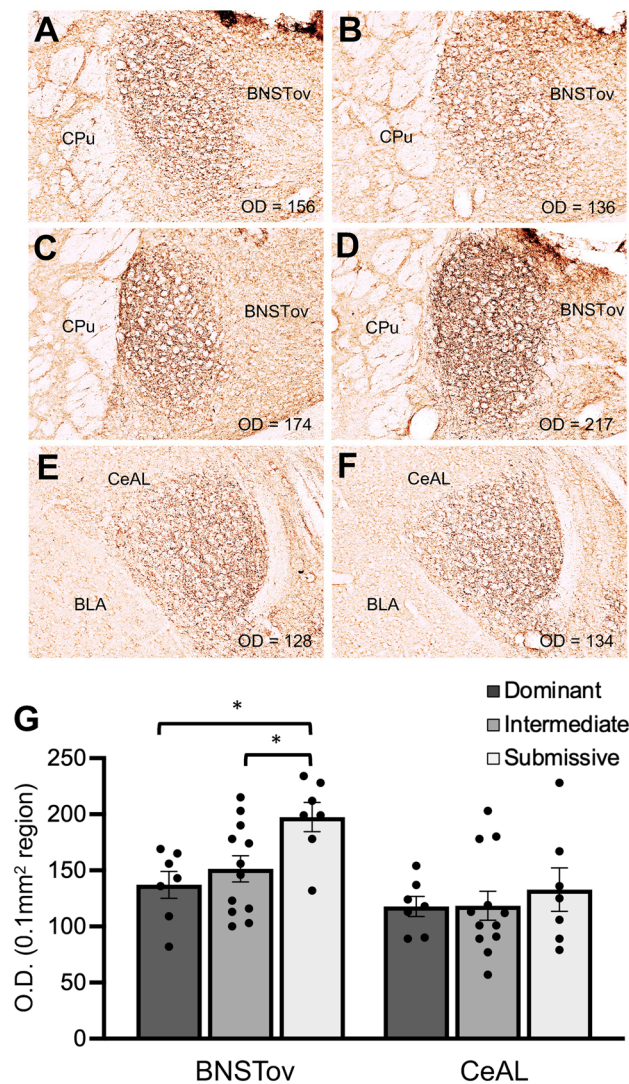 A
BNSTov
CPu
OD = 156
B
BNSTov
OD = 136
C
BNSTov
CPu
OD = 174
D
BNSTov
CPu
OD = 217
E
CeAL
BLA
OD = 128
F
CeAL
BLA
OD = 134
G
Dominant
Intermediate
Submissive
*
*
250
200
150
100
50
0
O.D. (0.1mm² region)
BNSTov
CeAL